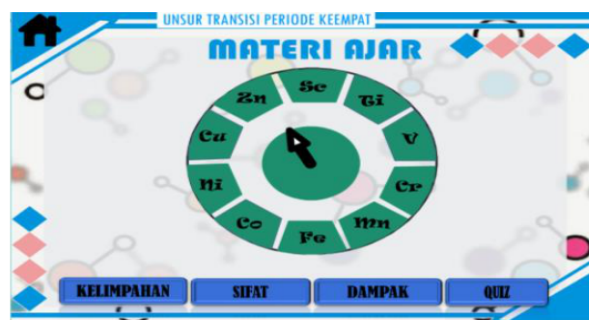 UNSUR TRANSISI PERIODE KEEMPAT
MATERI AJAR
Sc
Ti
V
Cr
Mn
Fe
Co
Ni
Cu
Zn
KELIMPAHAN
SIFAT
DAMPAK
QUIZ